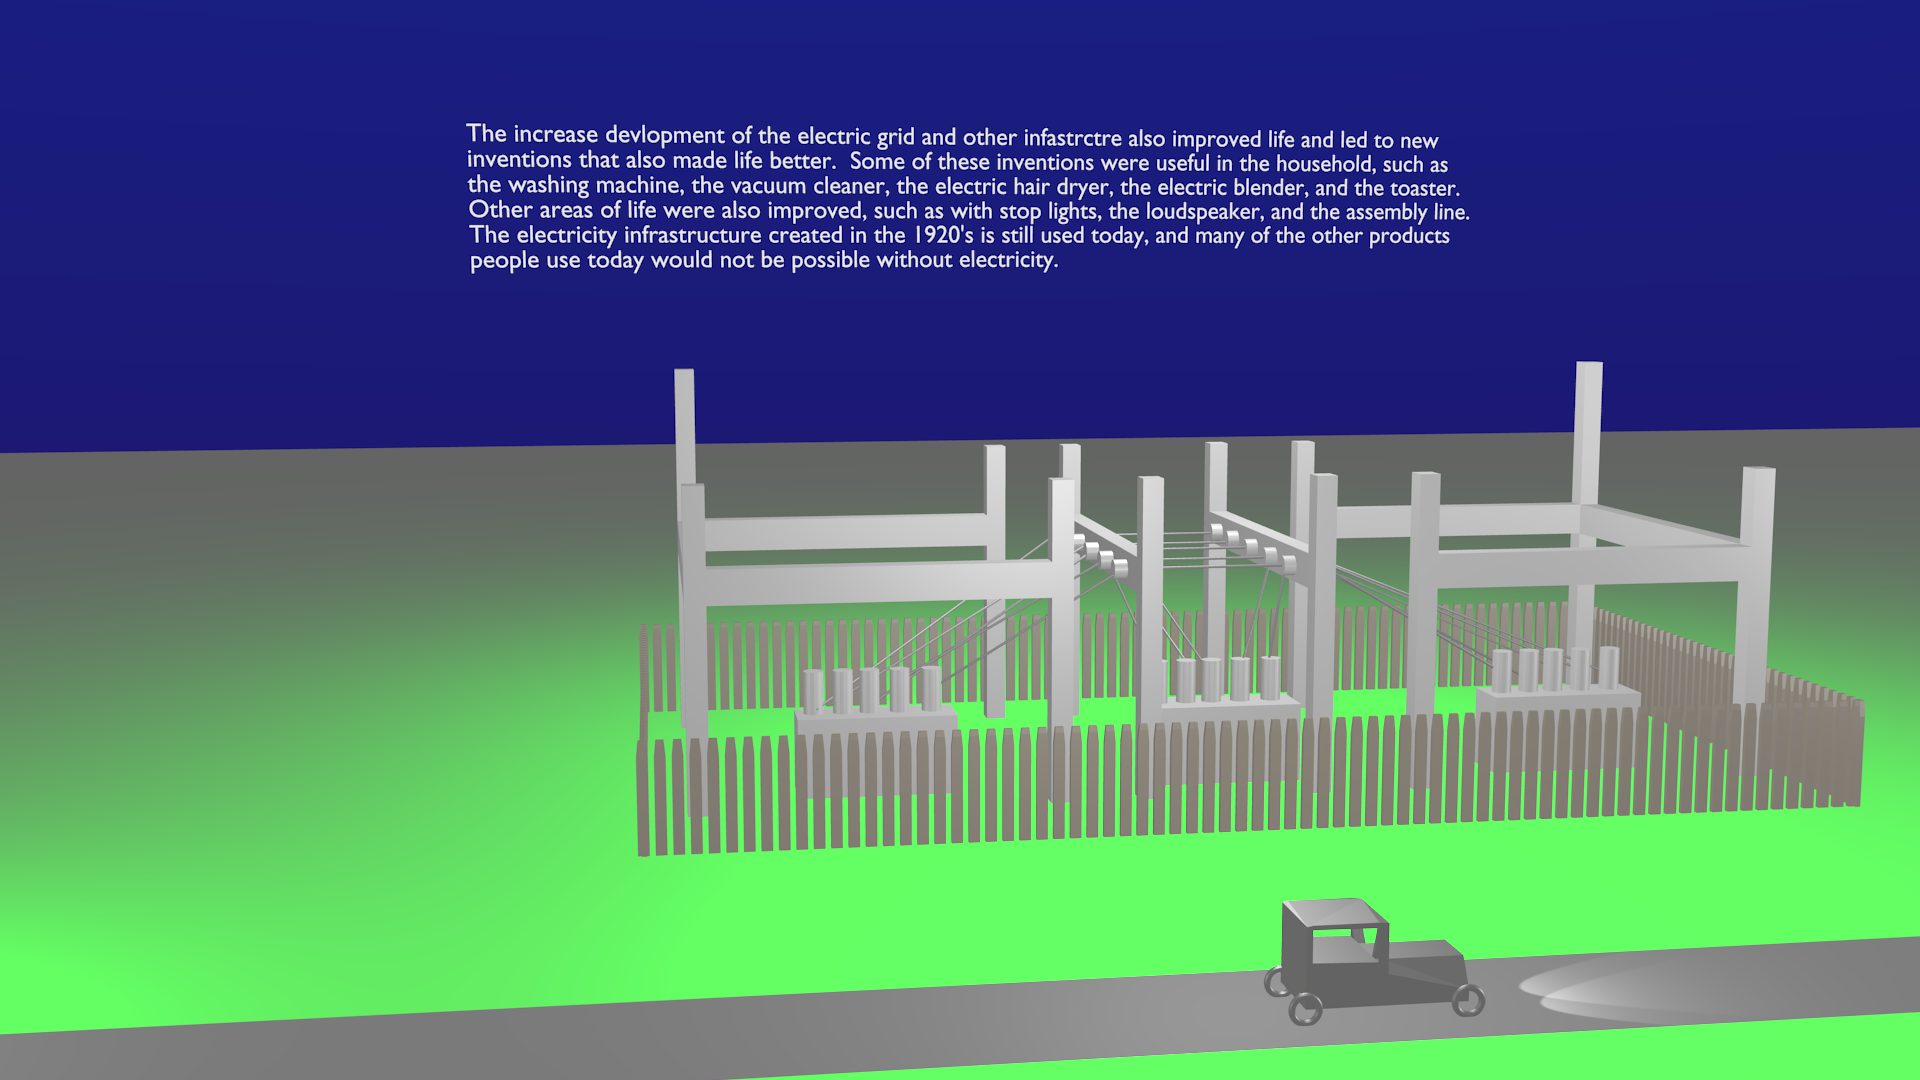 The increase devlopment of the electric grid and other infastrctre also improved life and led to new
inventions that also made life better.  Some of these inventions were useful in the household, such as
the washing machine, the vacuum cleaner, the electric hair dryer, the electric blender, and the toaster.
Other areas of life were also improved, such as with stop lights, the loudspeaker, and the assembly line.
The electricity infrastructure created in the 1920's is still used today, and many of the other products
people use today would not be possible without electricity.